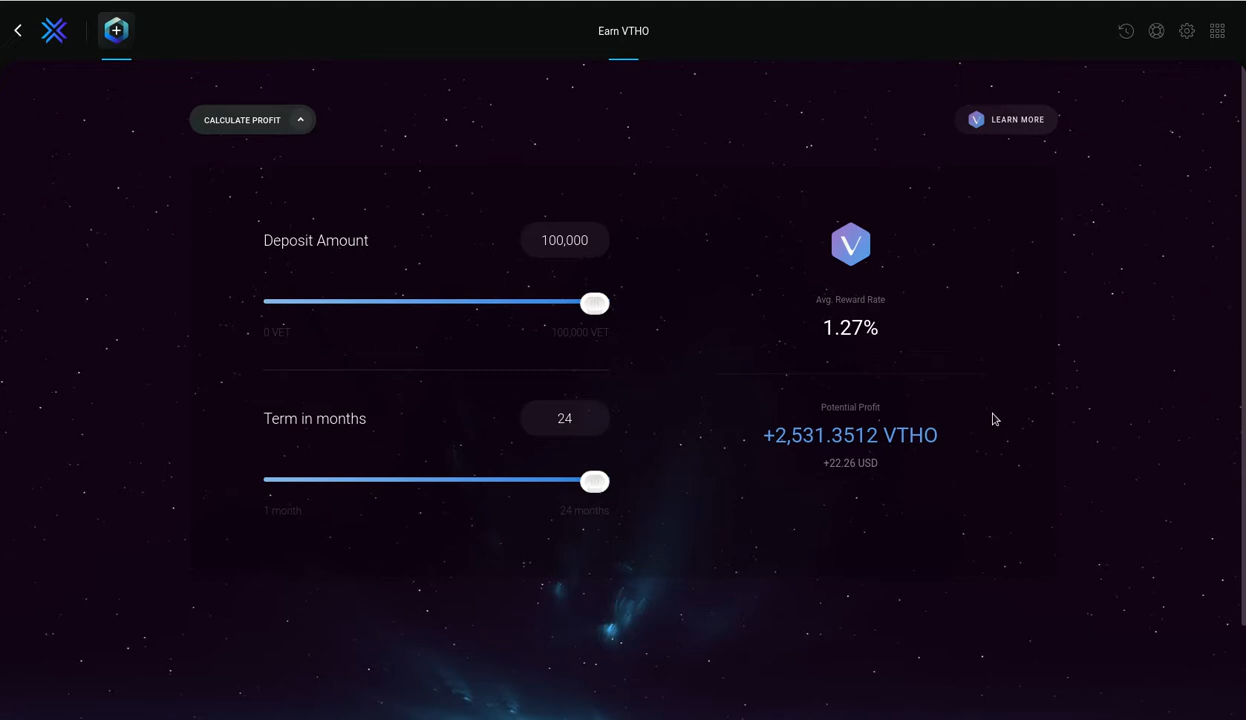 Earn VTHO
CALCULATE PROFIT
LEARN MORE
Deposit Amount
100,000
0 VET
100,000 VET
Avg. Reward Rate
1.27%
Term in months
24
1 month
24 months
Potential Profit
+2,531.3512 VTHO
+22.26 USD